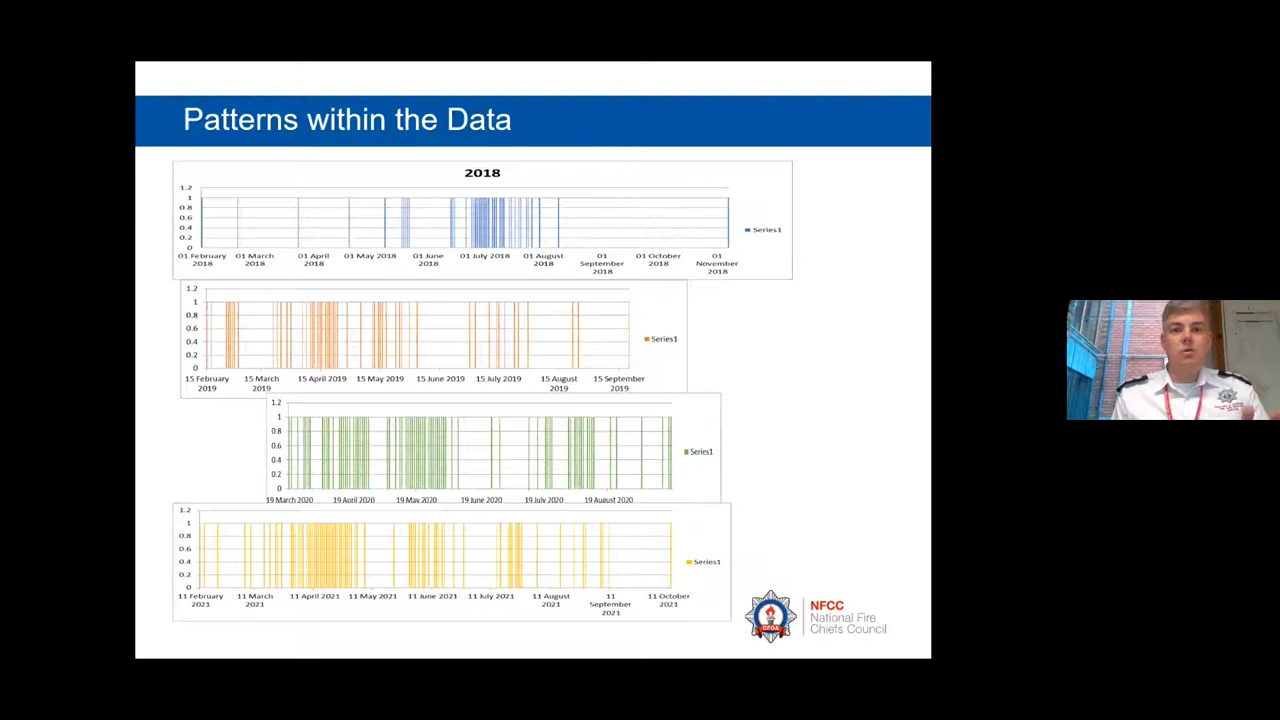 Patterns within the Data
2018
1.2
1
0.8
0.6
0.4
0.2
0
01 February 2018
01 March 2018
01 April 2018
01 May 2018
01 June 2018
01 July 2018
01 August 2018
01 September 2018
01 October 2018
01 November 2018
Series1
1.2
1
0.8
0.6
0.4
0.2
0
15 February 2019
15 March 2019
15 April 2019
15 May 2019
15 June 2019
15 July 2019
15 August 2019
15 September 2019
Series1
1.2
1
0.8
0.6
0.4
0.2
0
19 March 2020
19 April 2020
19 May 2020
19 June 2020
19 July 2020
19 August 2020
Series1
1.2
1
0.8
0.6
0.4
0.2
0
11 February 2021
11 March 2021
11 April 2021
11 May 2021
11 June 2021
11 July 2021
11 August 2021
11 September 2021
11 October 2021
Series1
CFOA
NFCC
National Fire
Chiefs Council